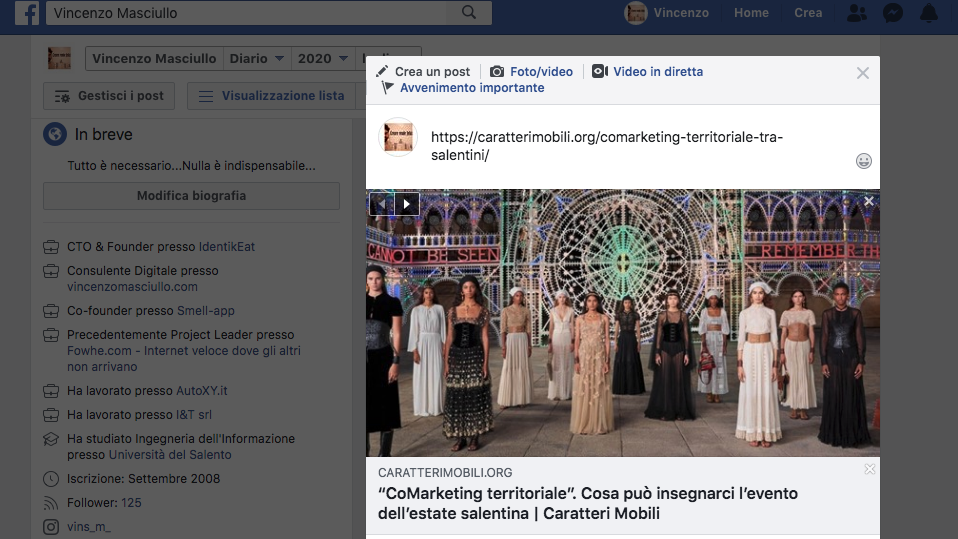 Vincenzo Masciullo
Vincenzo
Home
Crea
Vincenzo Masciullo
Diario
2020
Gestisci i post
Visualizzazione lista
In breve
Tutto è necessario...Nulla è indispensabile...
Modifica biografia
CTO & Founder presso IdentikEat
Consulente Digitale presso
vincenzomasciullo.com
Co-founder presso Smell-app
Precedentemente Project Leader presso
Fowhe.com - Internet veloce dove gli altri
non arrivano
Ha lavorato presso AutoXY.it
Ha lavorato presso I&T srl
Ha studiato Ingegneria dell'Informazione
presso Università del Salento
Iscrizione: Settembre 2008
Follower: 125
vins_m_
Crea un post
Foto/video
Video in diretta
Avvenimento importante
https://caratterimobili.org/comarketing-territoriale-tra-
salentini/
CANNOT BE SEEN
REMEMBER
CARATTERIMOBILI.ORG
“CoMarketing territoriale”. Cosa può insegnarci l’evento
dell’estate salentina | Caratteri Mobili